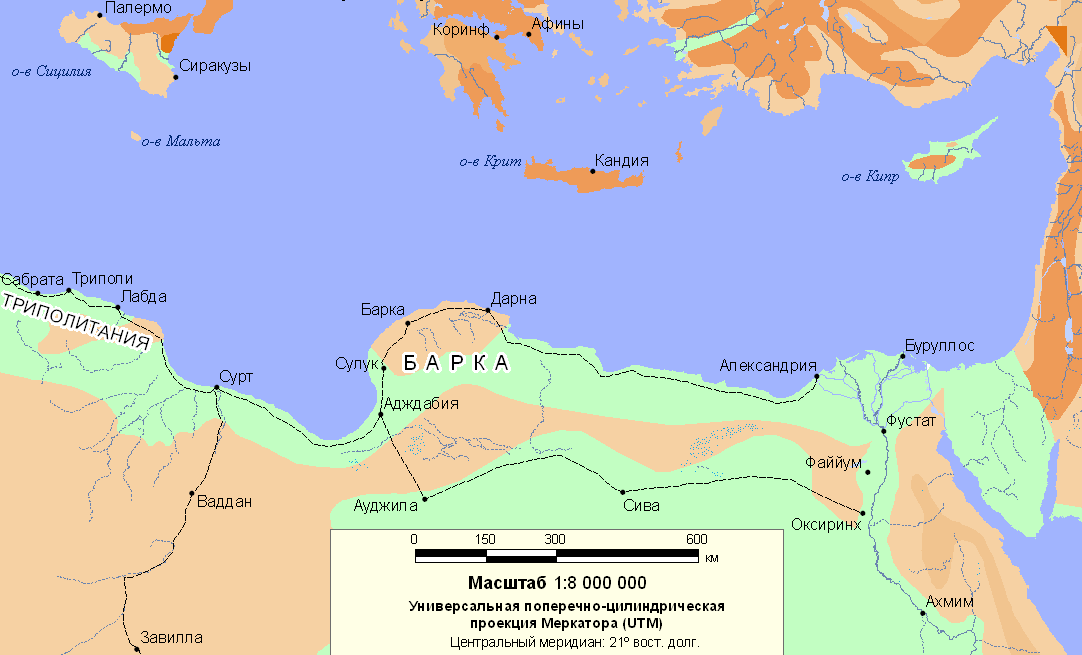 Палермо
Коринф
Афины
о-в Сицилия
Сиракузы
о-в Мальта
о-в Крит
Кандия
о-в Кипр
Сабрата
Триполи
Лабда
ТРИПОЛИТАНИЯ
Барка
Дарна
Сулук
БАРКА
Александрия
Буруллос
Сурт
Адждабия
Фустат
Файйум
Ваддан
Ауджила
Сива
Оксиринх
0 150 300 600
км
Масштаб 1:8 000 000
Универсальная поперечно-цилиндрическая
проекция Меркатора (UTM)
Центральный меридиан: 21° вост. долг.
Ахмим
Завилла